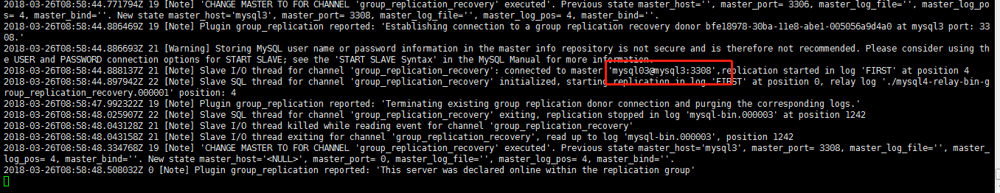 2018-03-26T08:58:44.771794Z 19 [Note] 'CHANGE MASTER TO FOR CHANNEL 'group_replication_recovery' executed'. Previous state master_host='', master_port= 3306, master_log_file='', master_log_po
s= 4, master_bind=''. New state master_host='mysql3', master_port= 3308, master_log_file='', master_log_pos= 4, master_bind=''.
2018-03-26T08:58:44.886469Z 19 [Note] Plugin group_replication reported: 'Establishing connection to a group replication recovery donor bfe18978-30ba-11e8-abe1-005056a9d4a0 at mysql3 port: 33
08.'
2018-03-26T08:58:44.886693Z 21 [Warning] Storing MySQL user name or password information in the master info repository is not secure and is therefore not recommended. Please consider using th
e USER and PASSWORD connection options for START SLAVE; see the 'START SLAVE Syntax' in the MySQL Manual for more information.
2018-03-26T08:58:44.888137Z 21 [Note] Slave I/O thread for channel 'group_replication_recovery': connected to master 'mysql03@mysql3:3308',replication started in log 'FIRST' at position 4
2018-03-26T08:58:44.897942Z 22 [Note] Slave SQL thread for channel 'group_replication_recovery' initialized, starting replication in log 'FIRST' at position 0, relay log './mysql4-relay-bin-g
roup_replication_recovery.000001' position: 4
2018-03-26T08:58:47.992322Z 19 [Note] Plugin group_replication reported: 'Terminating existing group replication donor connection and purging the corresponding logs.'
2018-03-26T08:58:48.025907Z 22 [Note] Slave SQL thread for channel 'group_replication_recovery' exiting, replication stopped in log 'mysql-bin.000003' at position 1242
2018-03-26T08:58:48.043128Z 21 [Note] Slave I/O thread killed while reading event for channel 'group_replication_recovery'
2018-03-26T08:58:48.043158Z 21 [Note] Slave I/O thread exiting for channel 'group_replication_recovery', read up to log 'mysql-bin.000003', position 1242
2018-03-26T08:58:48.334768Z 19 [Note] 'CHANGE MASTER TO FOR CHANNEL 'group_replication_recovery' executed'. Previous state master_host='mysql3', master_port= 3308, master_log_file='', master_
log_pos= 4, master_bind=''. New state master_host='<NULL>', master_port= 0, master_log_file='', master_log_pos= 4, master_bind=''.
2018-03-26T08:58:48.508032Z 0 [Note] Plugin group_replication reported: 'This server was declared online within the replication group'